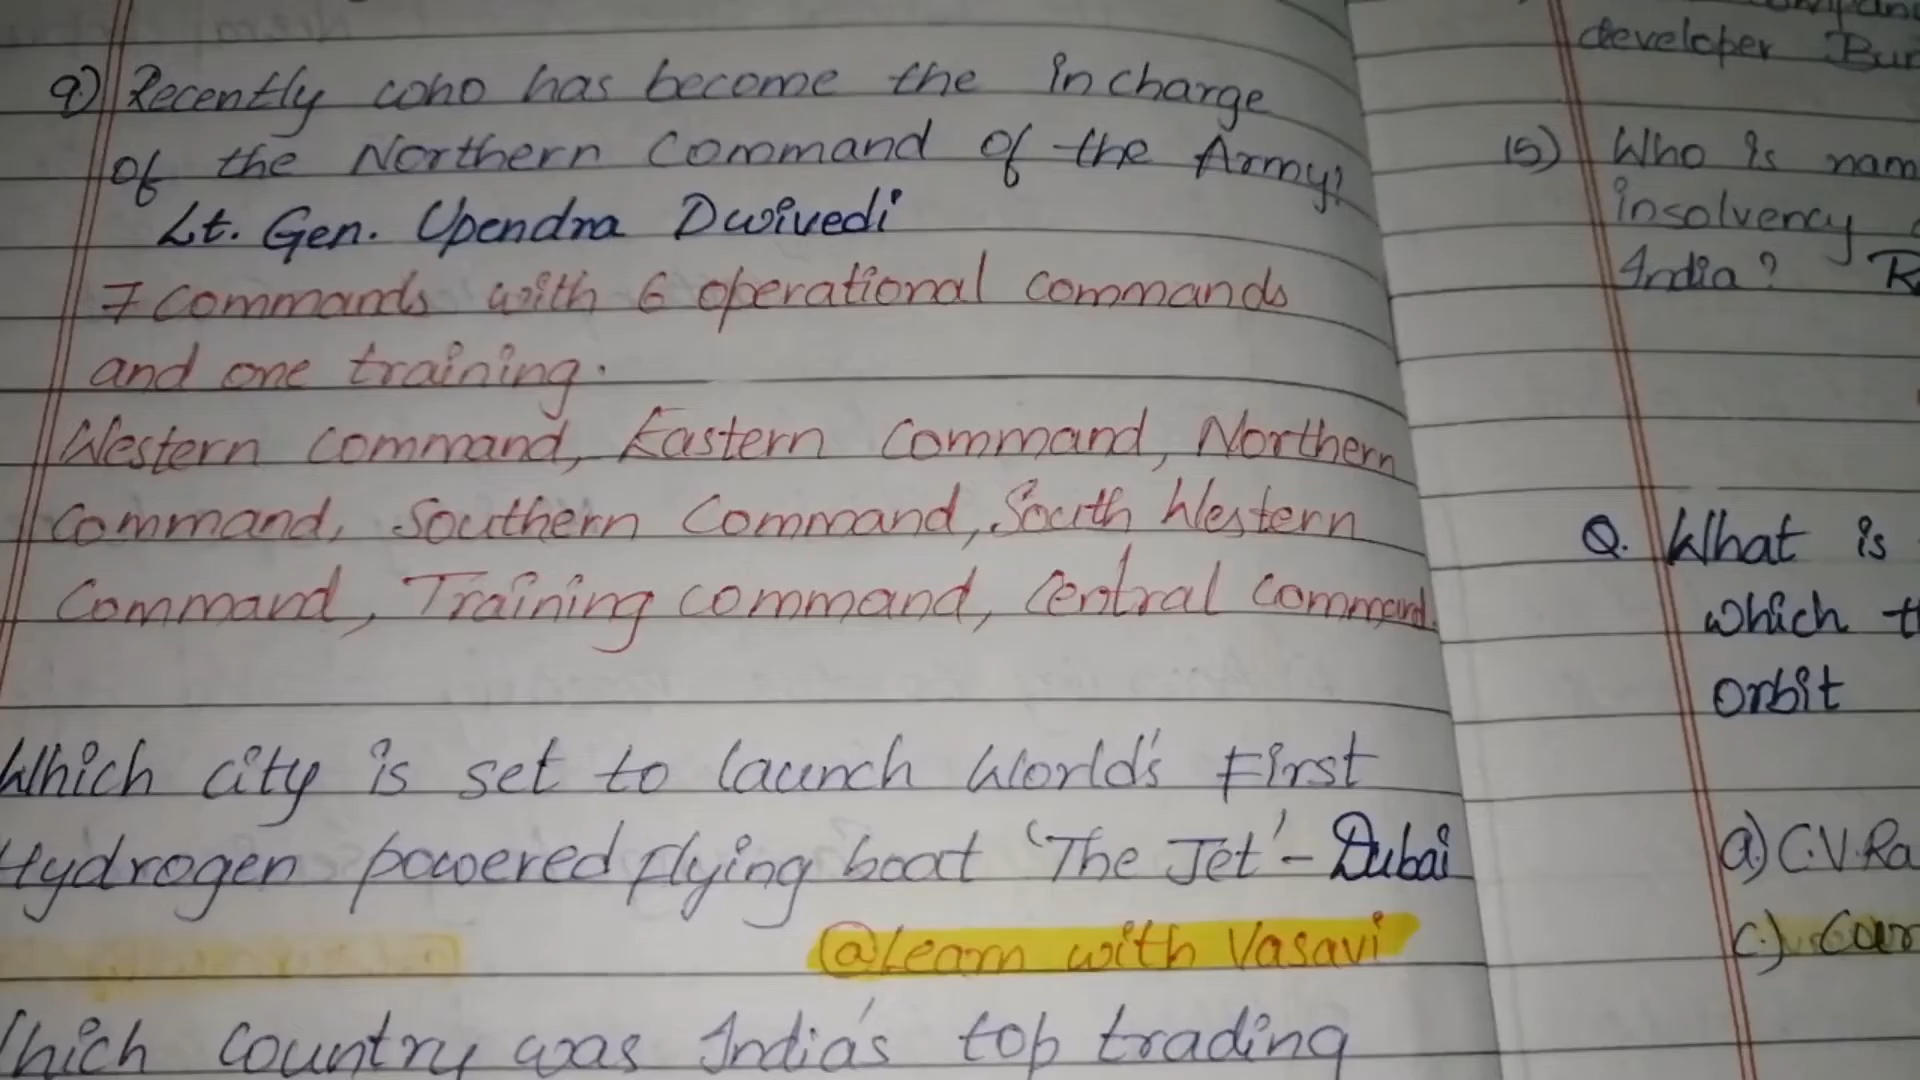 9) Recently who has become the incharge
of the Northern Command of the Army?
Lt. Gen. Upendra Dwivedi
7 Commands with 6 operational commands
and one training.
Western command, Eastern Command, Northern
Command, Southern Command, South Western
Command, Training command, Central Command.
Which city is set to launch World's First
Hydrogen powered flying boat 'The Jet' - Dubai
@Learn with Vasavi
Which country was India's top trading
developer
15) Who is
insolvency
India?
Q. What is
which
orbit
a) C.V.Ra
c.)